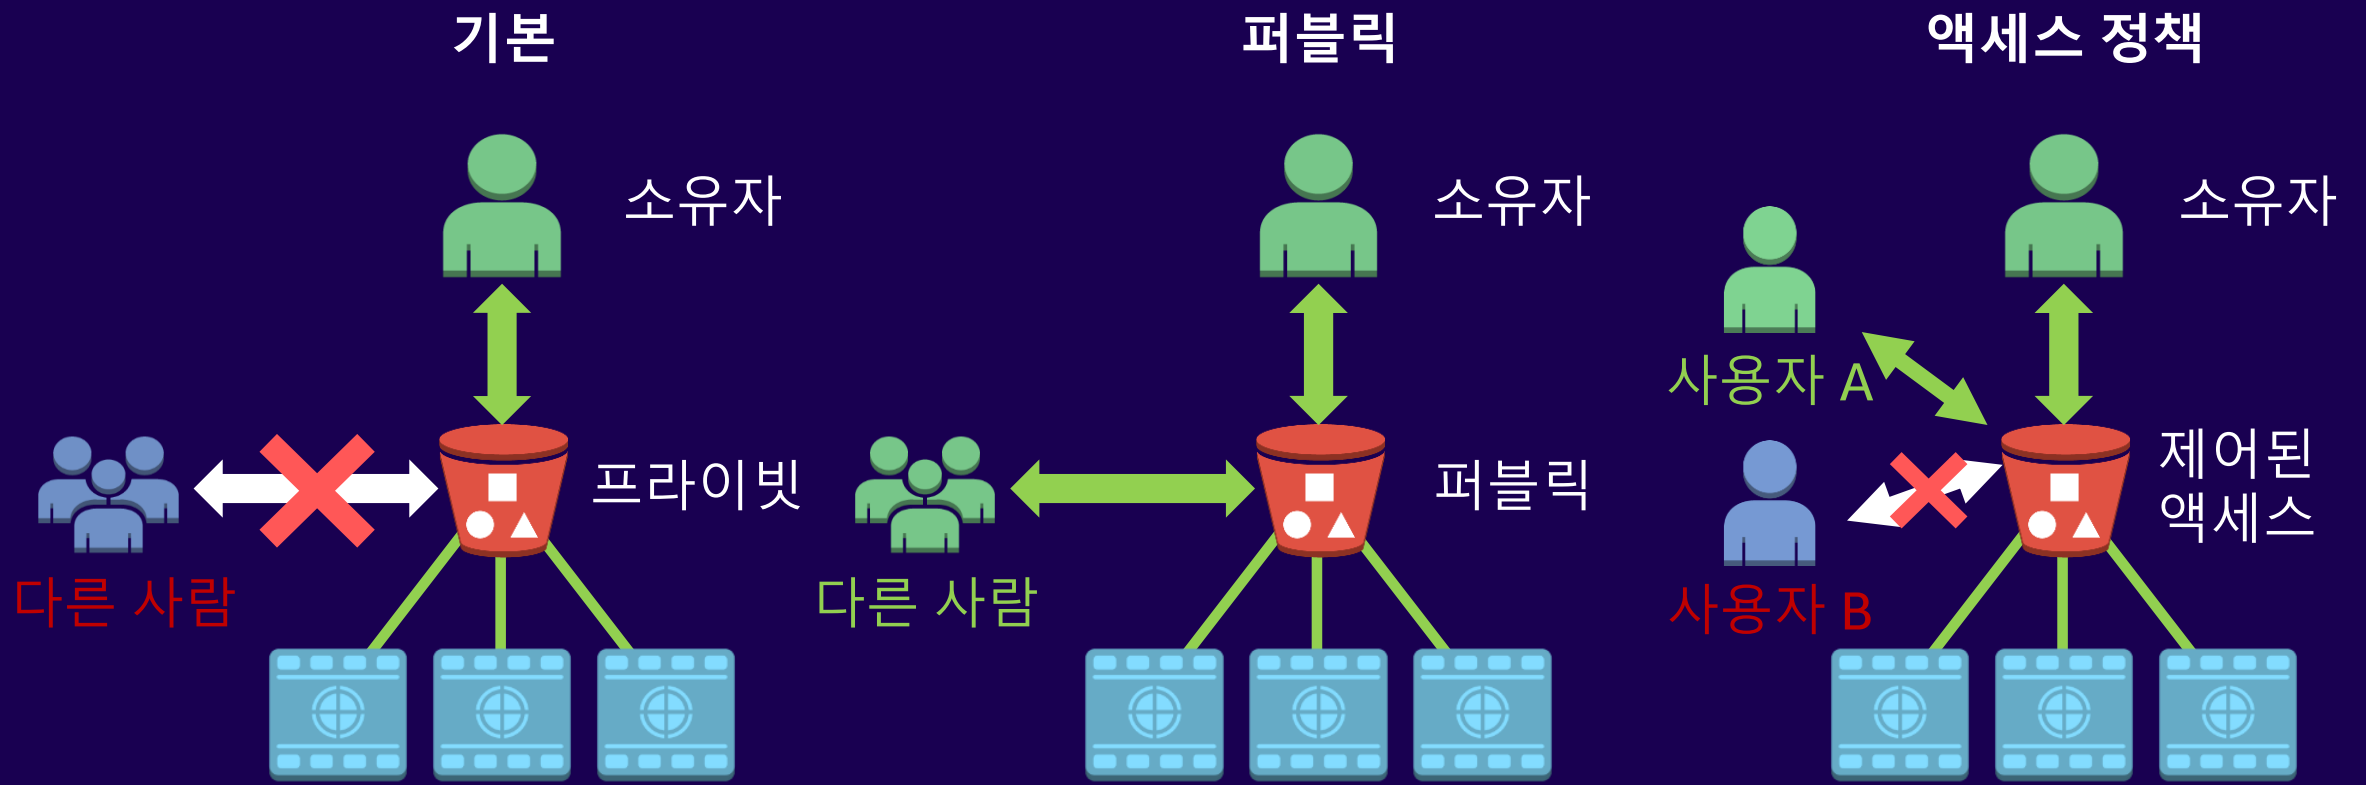 기본
소유자
프라이빗
다른 사람
퍼블릭
소유자
퍼블릭
다른 사람
액세스 정책
소유자
사용자 A
제어된
액세스
사용자 B